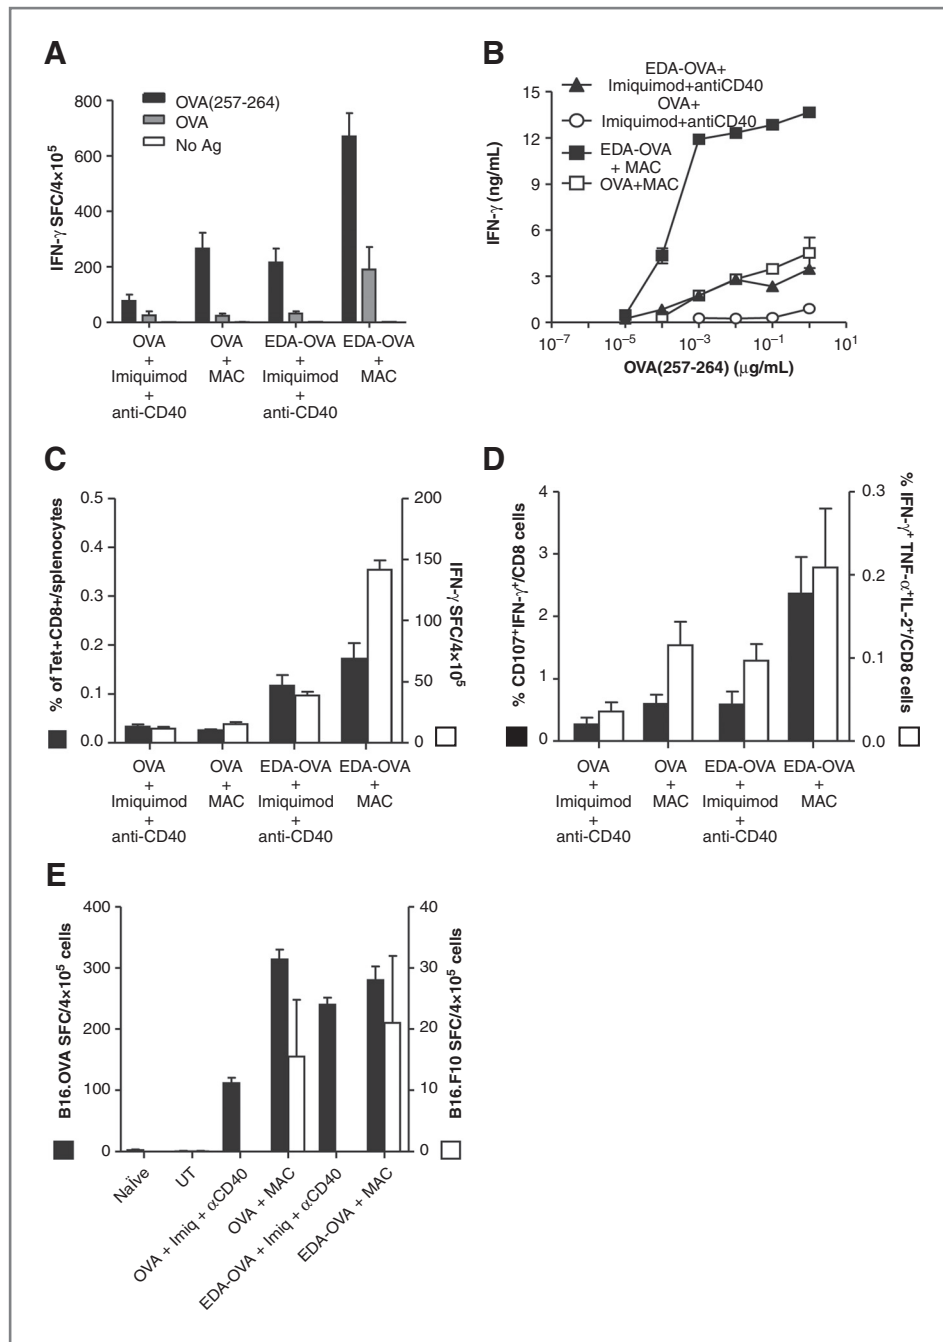 A
800
600
400
200
0
IFN-γ SFC/4×10⁵
OVA(257-264)
OVA
No Ag
OVA
+
Imiquimod
+
anti-CD40
OVA
+
MAC
EDA-OVA
+
Imiquimod
+
anti-CD40
EDA-OVA
+
MAC
B
15
12
9
6
3
0
IFN-γ (ng/mL)
EDA-OVA+
Imiquimod+antiCD40
OVA+
Imiquimod+antiCD40
EDA-OVA
+ MAC
OVA+MAC
10⁻⁷ 10⁻⁵ 10⁻³ 10⁻¹ 10¹
OVA(257-264) (μg/mL)
C
0.5
0.4
0.3
0.2
0.1
0.0
% of Tet+CD8+/splenocytes
200
150
100
50
0
IFN-γ SFC/4×10⁵
OVA
+
Imiquimod
+
anti-CD40
OVA
+
MAC
EDA-OVA
+
Imiquimod
+
anti-CD40
EDA-OVA
+
MAC
D
4
3
2
1
0
% CD107⁺IFN-γ⁺/CD8 cells
0.3
0.2
0.1
0.0
% IFN-γ⁺ TNF-α⁺IL-2⁺/CD8 cells
OVA
+
Imiquimod
+
anti-CD40
OVA
+
MAC
EDA-OVA
+
Imiquimod
+
anti-CD40
EDA-OVA
+
MAC
E
400
300
200
100
0
B16.OVA SFC/4×10⁵ cells
40
30
20
10
0
B16.F10 SFC/4×10⁵ cells
Naïve
UT
OVA + Imiq + αCD40
OVA + MAC
EDA-OVA + Imiq + αCD40
EDA-OVA + MAC